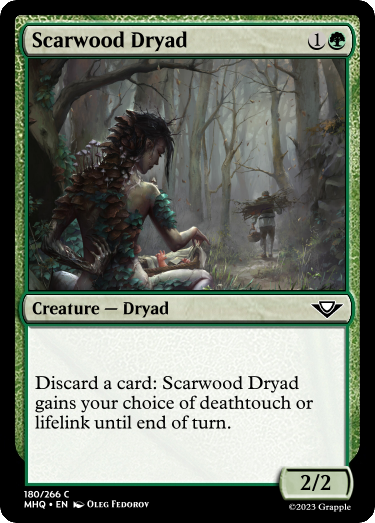 Scarwood Dryad 1
Creature — Dryad
Discard a card: Scarwood Dryad
gains your choice of deathtouch or
lifelink until end of turn.
2/2
180/266 C
MHQ • EN Oleg Fedorov
©2023 Grapple